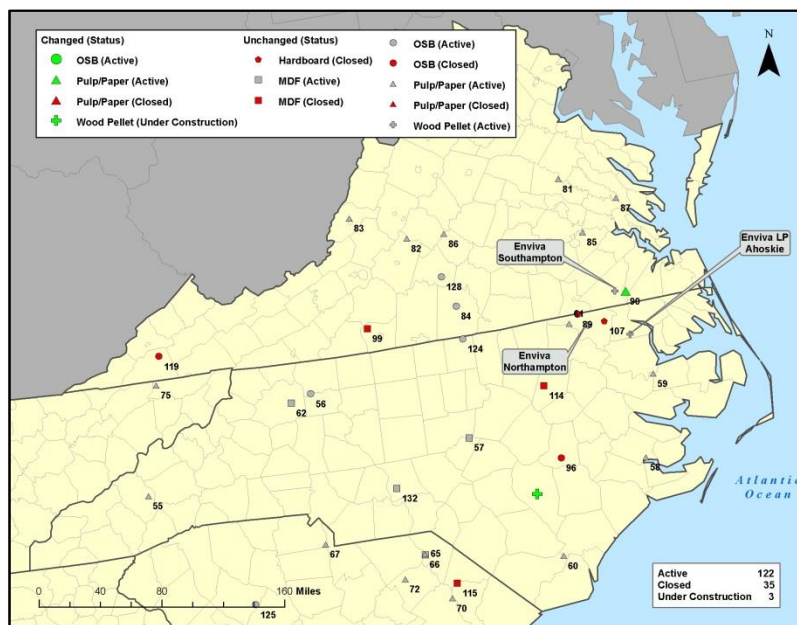 Changed (Status)
OSB (Active)
Pulp/Paper (Active)
Pulp/Paper (Closed)
Wood Pellet (Under Construction)
Unchanged (Status)
Hardboard (Closed)
MDF (Active)
MDF (Closed)
OSB (Active)
OSB (Closed)
Pulp/Paper (Active)
Pulp/Paper (Closed)
Wood Pellet (Active)
N
81
87
83
82
86
85
Enviva
Southampton
Enviva LP
Ahoskie
128
90
84
89
107
99
124
Enviva
Northampton
119
75
59
114
56
62
57
96
58
132
55
Atlantic
Ocean
67
65
66
60
72
115
70
125
0 40 80 160 Miles
Active 122
Closed 35
Under Construction 3